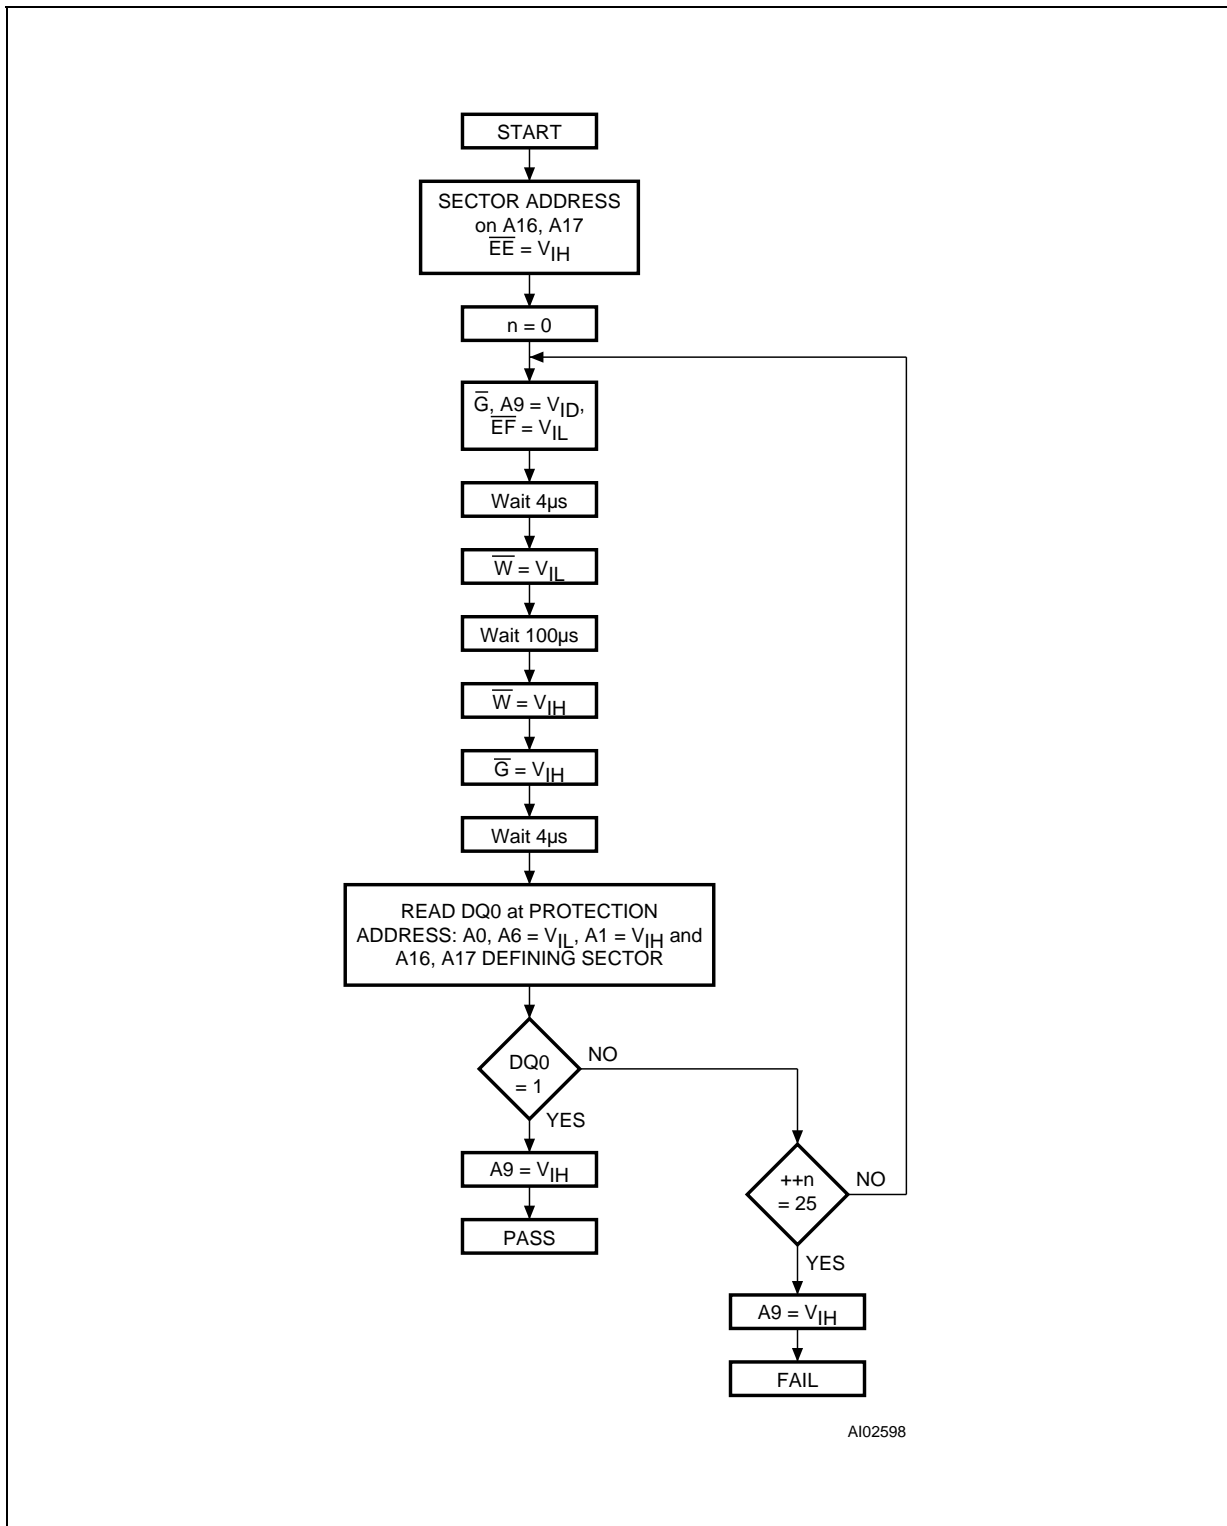 START
SECTOR ADDRESS
on A16, A17
E̅E̅ = VIH
n = 0
G̅, A9 = VID,
E̅F̅ = VIL
Wait 4µs
W̅ = VIL
Wait 100µs
W̅ = VIH
G̅ = VIH
Wait 4µs
READ DQ0 at PROTECTION
ADDRESS: A0, A6 = VIL, A1 = VIH and
A16, A17 DEFINING SECTOR
DQ0
= 1
NO
YES
A9 = VIH
PASS
++n
= 25
NO
YES
A9 = VIH
FAIL
AI02598